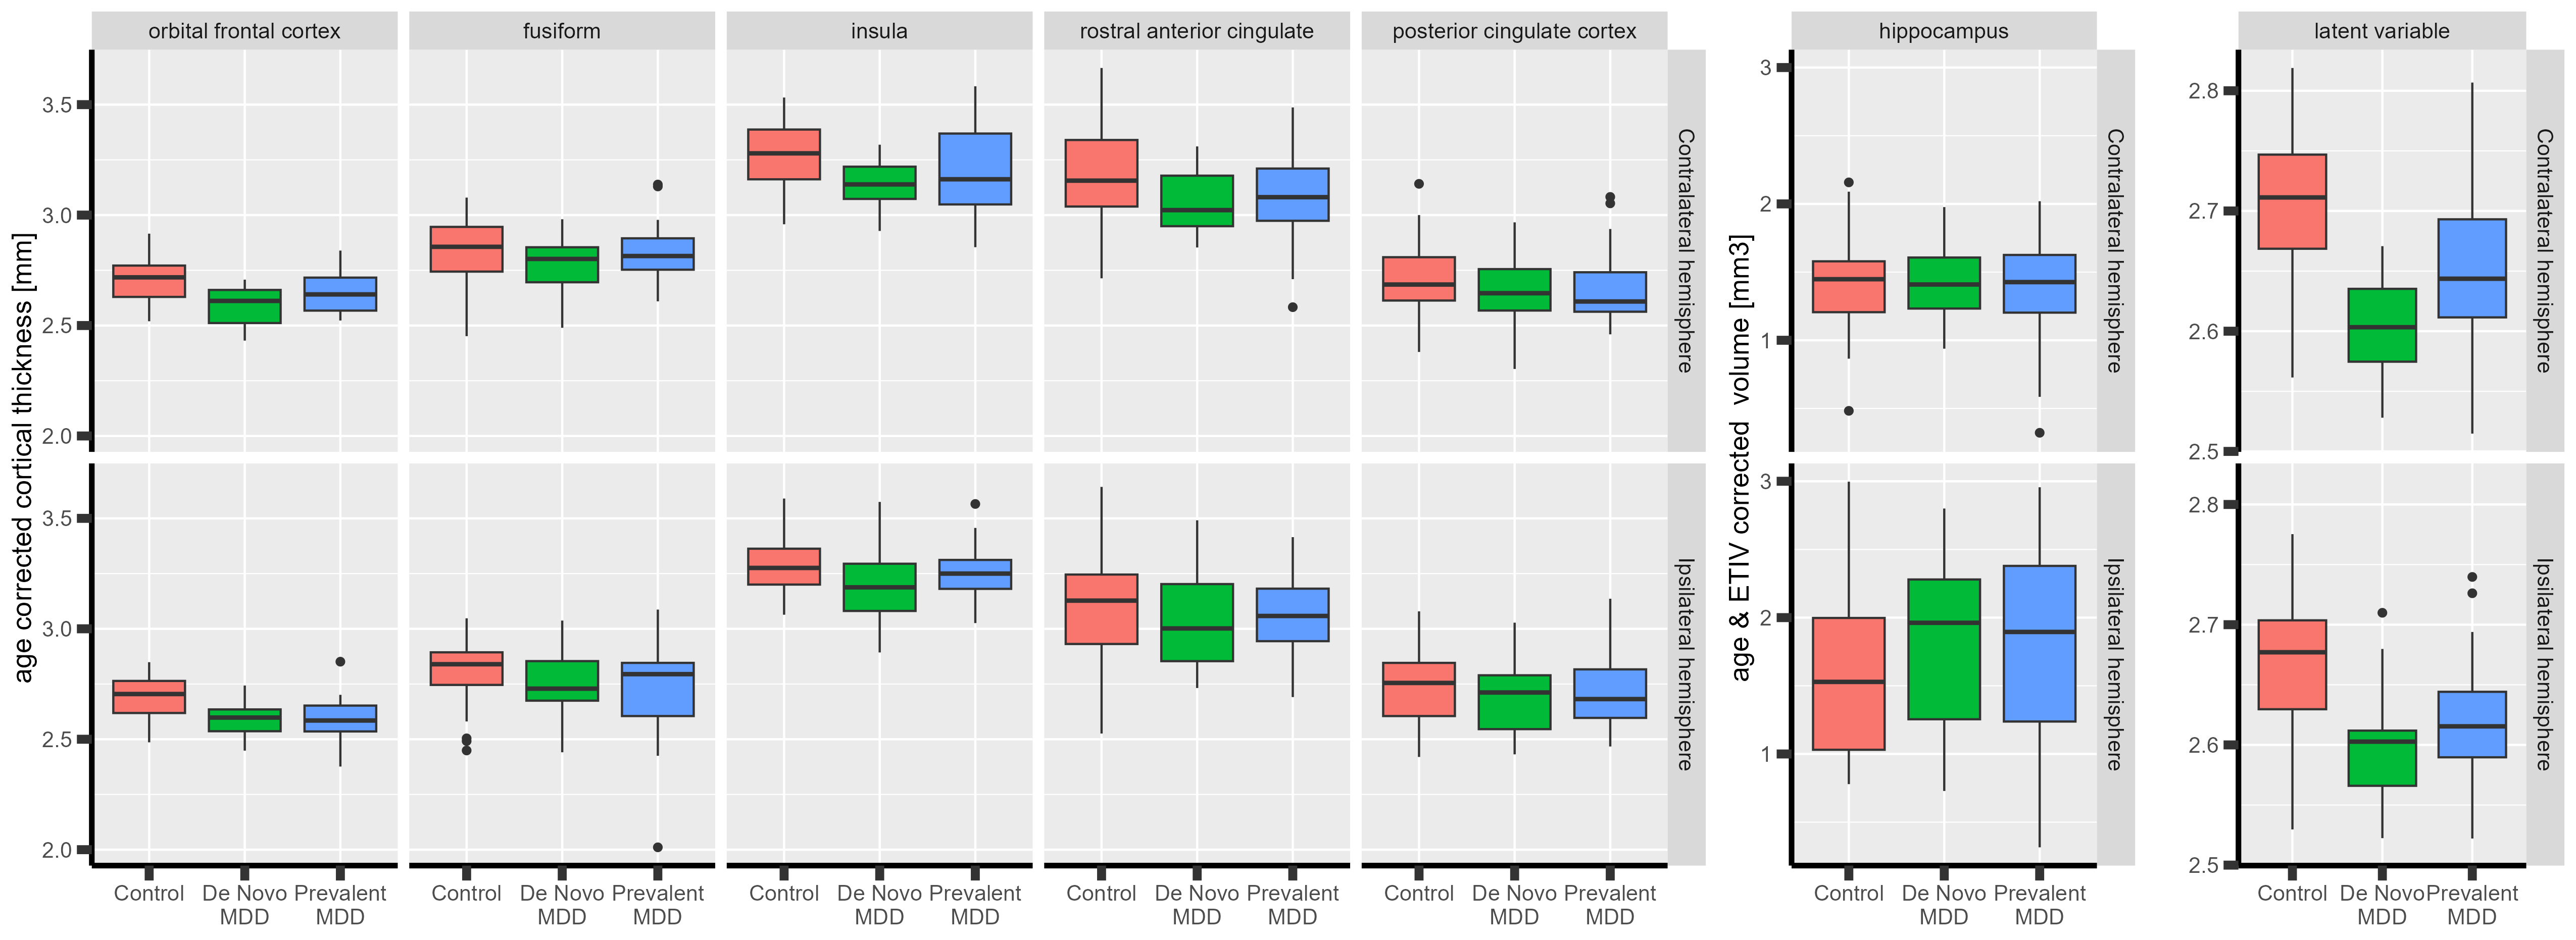 orbital frontal cortex
fusiform
insula
rostral anterior cingulate
posterior cingulate cortex
hippocampus
latent variable
age corrected cortical thickness [mm]
3.5
3.0
2.5
2.0
3.5
3.0
2.5
2.0
Contralateral hemisphere
Ipsilateral hemisphere
age & ETIV corrected  volume [mm3]
3
2
1
3
2
1
Contralateral hemisphere
Ipsilateral hemisphere
2.8
2.7
2.6
2.5
2.8
2.7
2.6
2.5
Contralateral hemisphere
Ipsilateral hemisphere
Control
De Novo
MDD
Prevalent
MDD
Control
De Novo
MDD
Prevalent
MDD
Control
De Novo
MDD
Prevalent
MDD
Control
De Novo
MDD
Prevalent
MDD
Control
De Novo
MDD
Prevalent
MDD
Control
De Novo
MDD
Prevalent
MDD
Control
De Novo
MDD
Prevalent
MDD